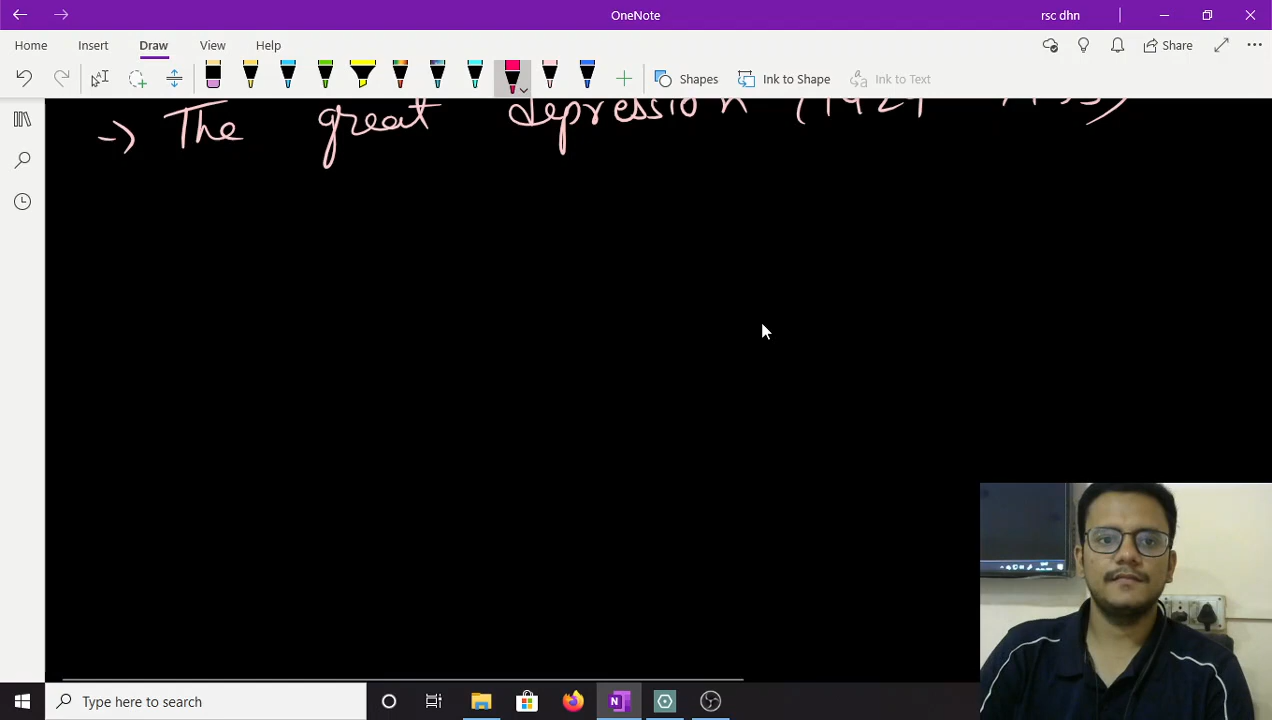 OneNote
rsc dhn
Home Insert Draw View Help
Share
Shapes
Ink to Shape
Ink to Text
-> The great depression (1929
Type here to search